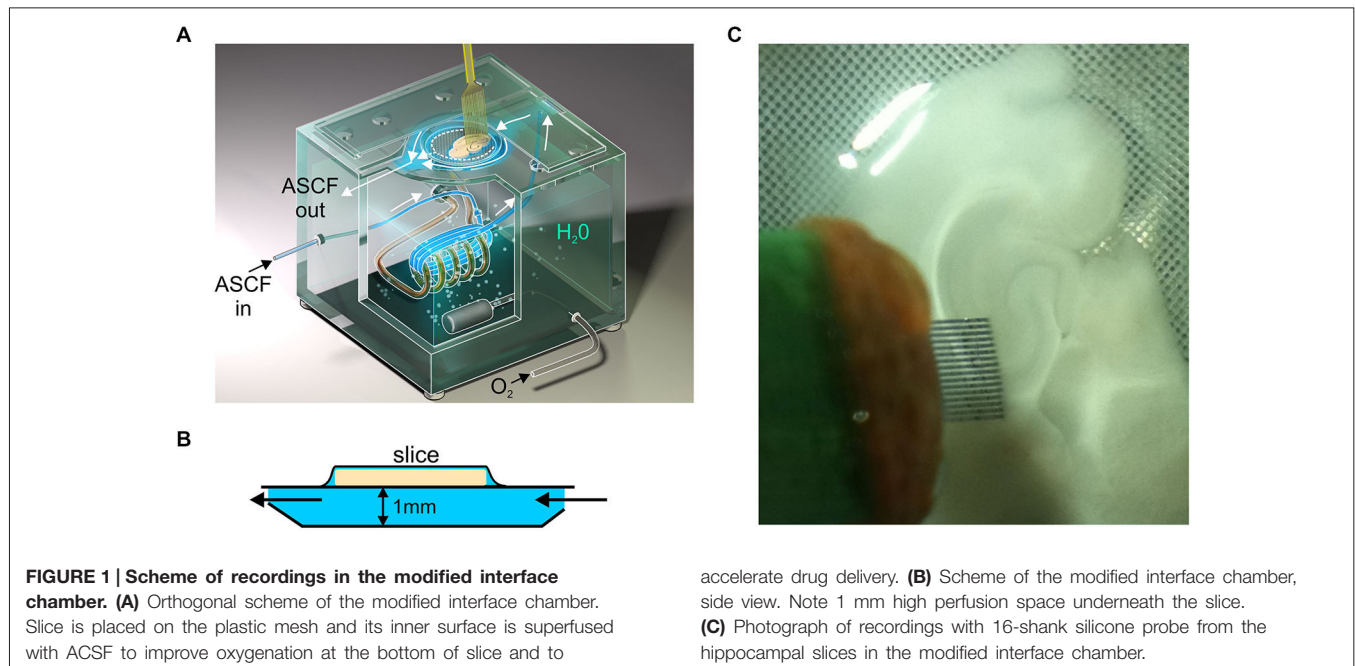 A
ASCF
out
ASCF
in
H₂0
O₂
B
slice
1mm
C
FIGURE 1 | Scheme of recordings in the modified interface
chamber. (A) Orthogonal scheme of the modified interface chamber.
Slice is placed on the plastic mesh and its inner surface is superfused
with ACSF to improve oxygenation at the bottom of slice and to
accelerate drug delivery. (B) Scheme of the modified interface chamber,
side view. Note 1 mm high perfusion space underneath the slice.
(C) Photograph of recordings with 16-shank silicone probe from the
hippocampal slices in the modified interface chamber.